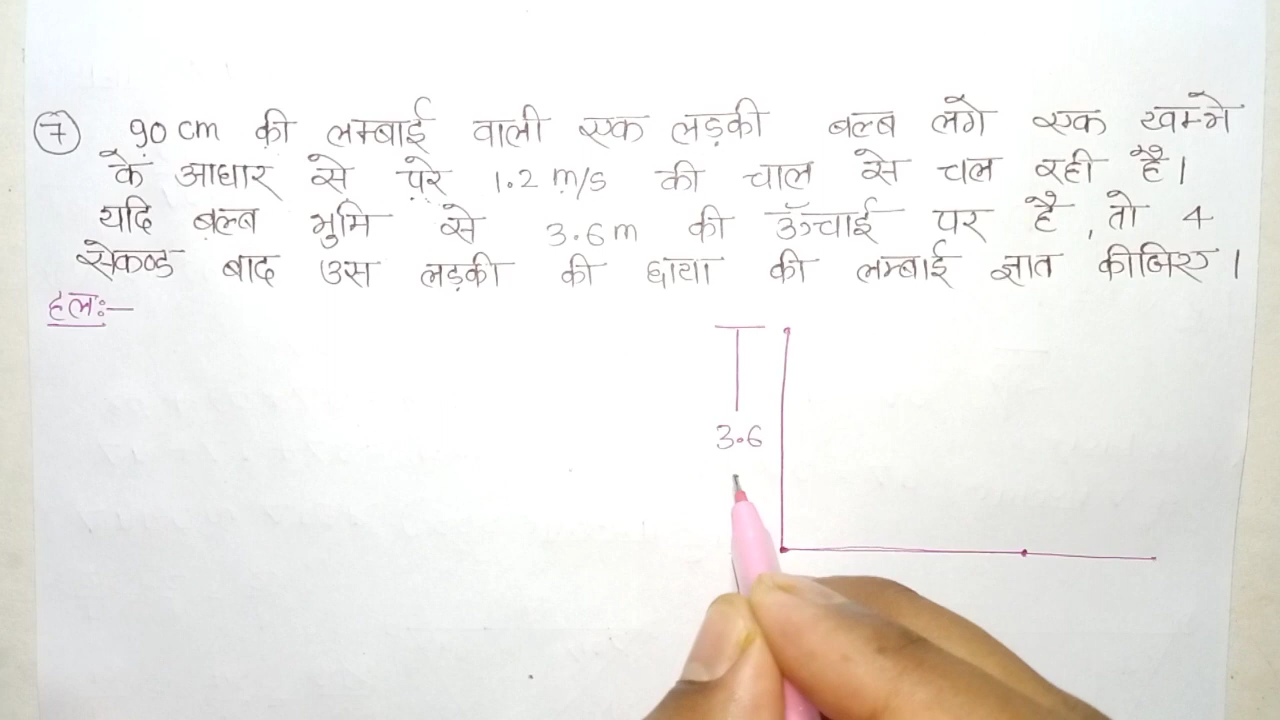 7 90 cm की लम्बाई वाली एक लड़की बल्ब लगे एक खम्भे
के आधार से परे 1.2 m/s की चाल से चल रही है।
यदि बल्ब भुमि से 3.6m की ऊँचाई पर है, तो 4
सेकण्ड बाद उस लड़की की छाया की लम्बाई ज्ञात कीजिए।
हल:—
3.6